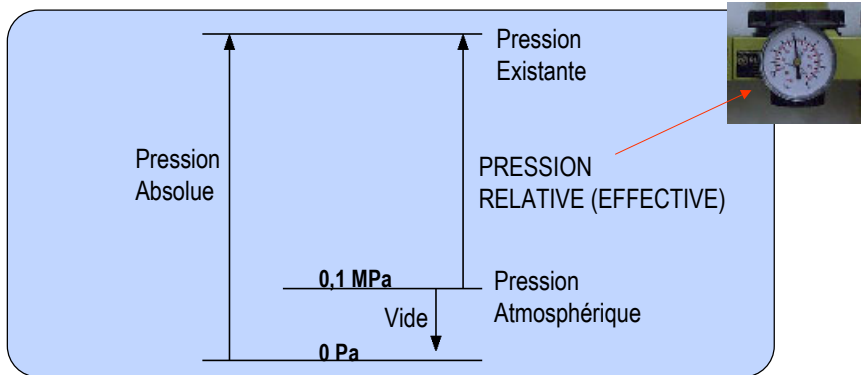 Pression
Existante
Pression
Absolue
PRESSION
RELATIVE (EFFECTIVE)
0,1 MPa
Pression
Atmosphérique
Vide
0 Pa